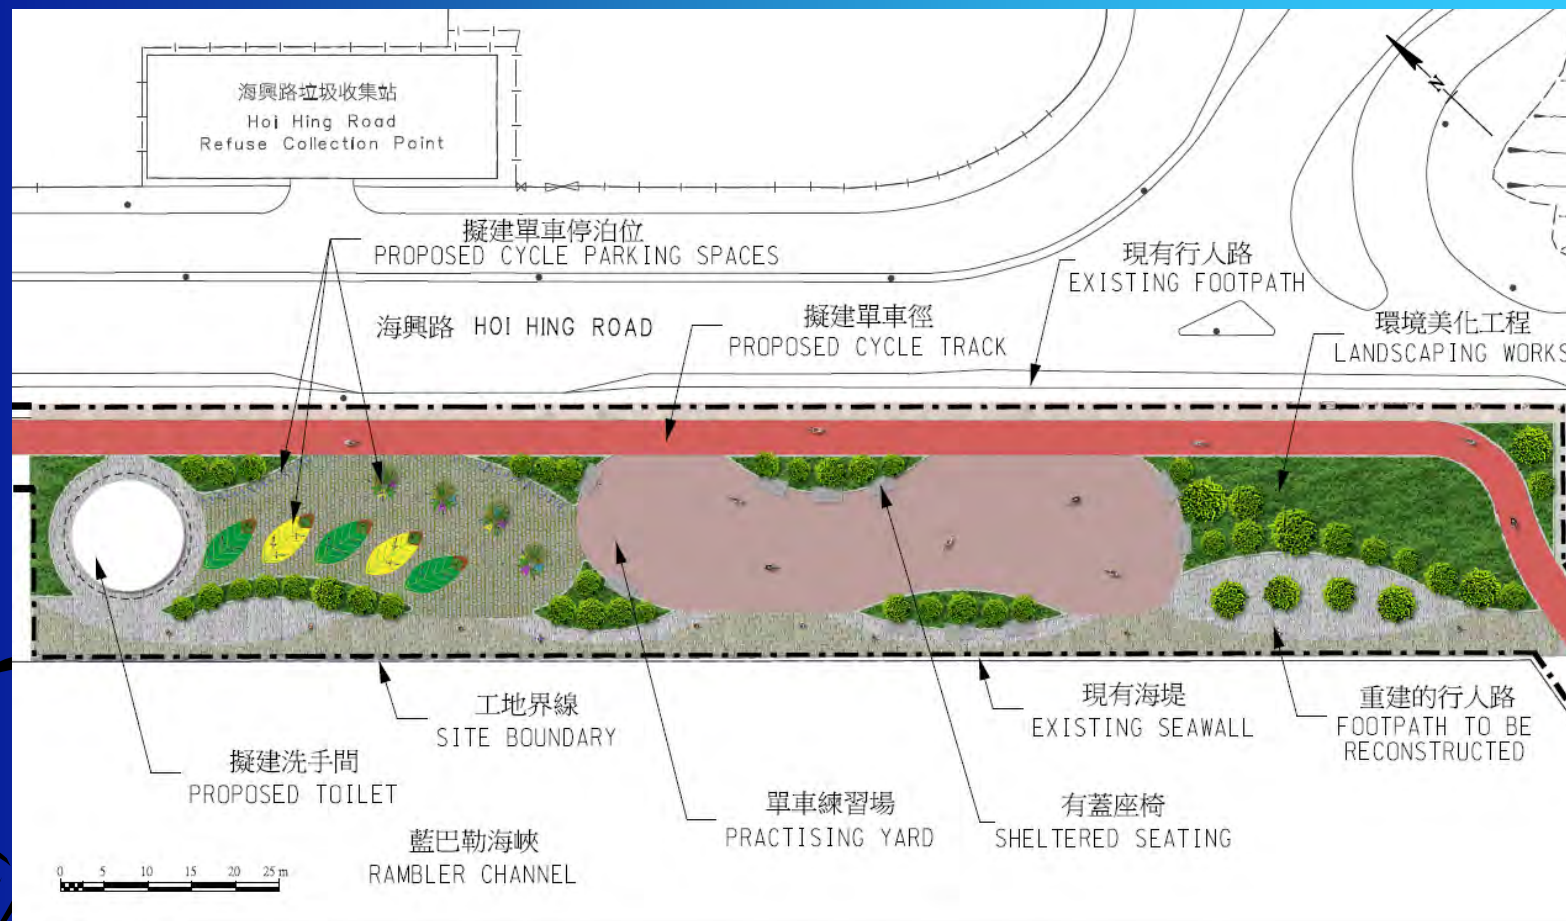 海興路垃圾收集站
Hoi Hing Road
Refuse Collection Point
N
擬建單車停泊位
PROPOSED CYCLE PARKING SPACES
現有行人路
EXISTING FOOTPATH
海興路 HOI HING ROAD
擬建單車徑
PROPOSED CYCLE TRACK
環境美化工程
LANDSCAPING WORKS
工地界線
SITE BOUNDARY
現有海堤
EXISTING SEAWALL
重建的行人路
FOOTPATH TO BE
RECONSTRUCTED
擬建洗手間
PROPOSED TOILET
單車練習場
PRACTISING YARD
有蓋座椅
SHELTERED SEATING
藍巴勒海峽
RAMBLER CHANNEL
0 5 10 15 20 25 m